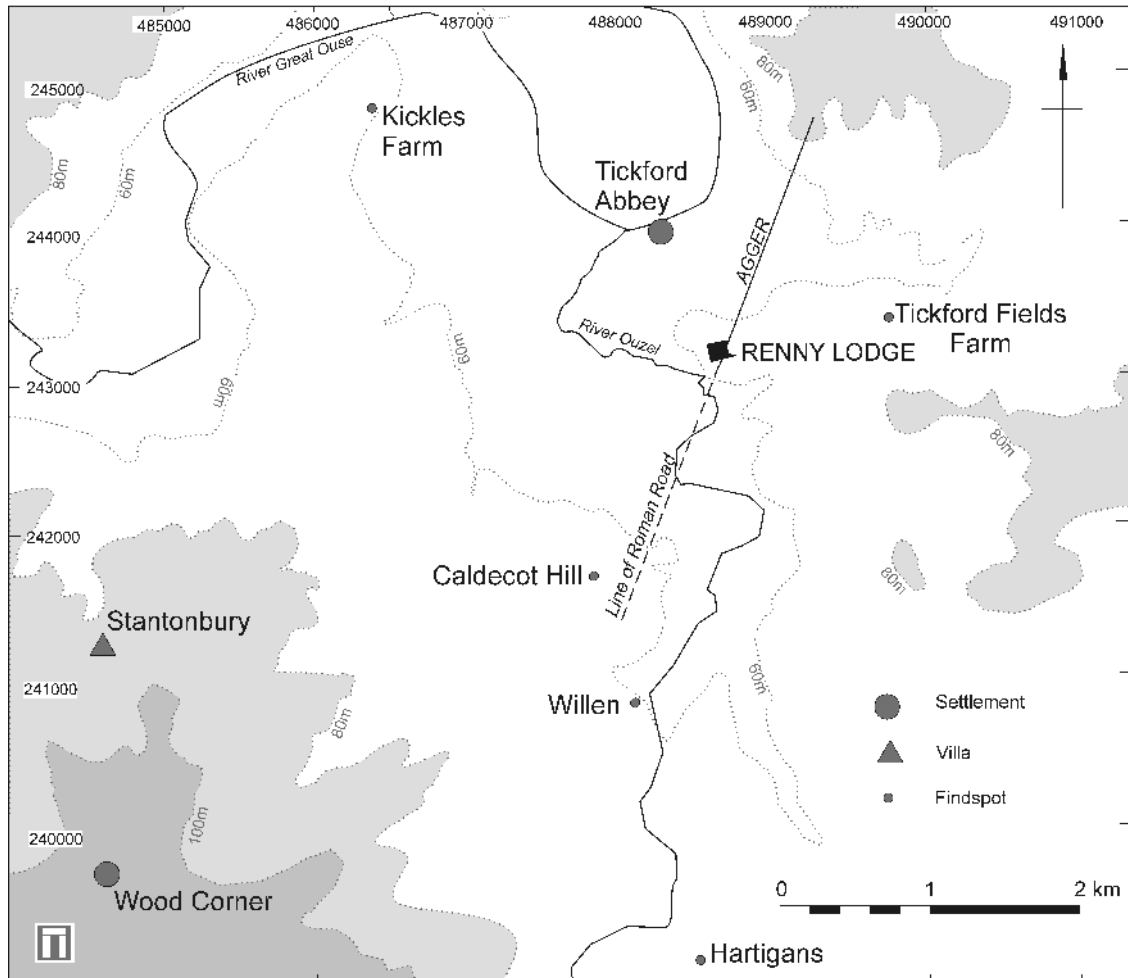 485000
486000
487000
488000
489000
490000
491000
River Great Ouse
80m
60m
245000
Kickles
Farm
80m
60m
Tickford
Abbey
244000
AGGER
Tickford Fields
Farm
River Ouzel
RENNY LODGE
60m
243000
60m
80m
Line of Roman Road
242000
Caldecot Hill
80m
Stantonbury
241000
60m
Willen
80m
Settlement
Villa
Findspot
100m
240000
0 1 2 km
Wood Corner
Hartigans